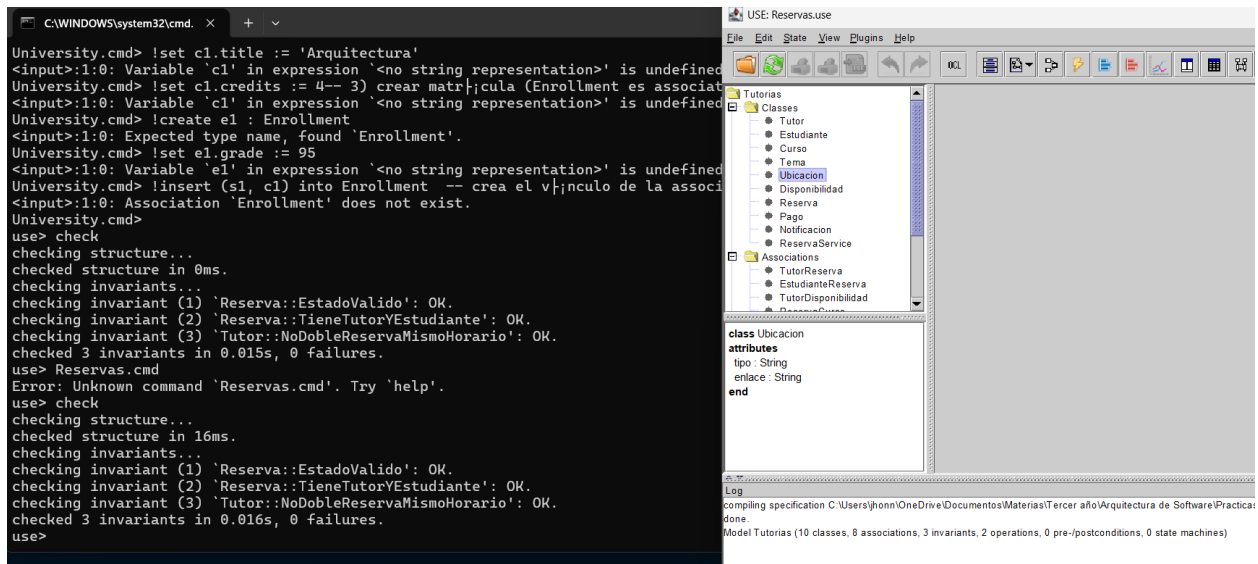 C:\WINDOWS\system32\cmd.
University.cmd> !set c1.title := 'Arquitectura'
<input>:1:0: Variable `c1' in expression `<no string representation>' is undefined
University.cmd> !set c1.credits := 4-- 3) crear matr├¡cula (Enrollment es associat
<input>:1:0: Variable `c1' in expression `<no string representation>' is undefined
University.cmd> !create e1 : Enrollment
<input>:1:0: Expected type name, found `Enrollment'.
University.cmd> !set e1.grade := 95
<input>:1:0: Variable `e1' in expression `<no string representation>' is undefined
University.cmd> !insert (s1, c1) into Enrollment  -- crea el v├¡nculo de la associ
<input>:1:0: Association `Enrollment' does not exist.
University.cmd>
use> check
checking structure...
checked structure in 0ms.
checking invariants...
checking invariant (1) `Reserva::EstadoValido': OK.
checking invariant (2) `Reserva::TieneTutorYEstudiante': OK.
checking invariant (3) `Tutor::NoDobleReservaMismoHorario': OK.
checked 3 invariants in 0.015s, 0 failures.
use> Reservas.cmd
Error: Unknown command `Reservas.cmd'. Try `help'.
use> check
checking structure...
checked structure in 16ms.
checking invariants...
checking invariant (1) `Reserva::EstadoValido': OK.
checking invariant (2) `Reserva::TieneTutorYEstudiante': OK.
checking invariant (3) `Tutor::NoDobleReservaMismoHorario': OK.
checked 3 invariants in 0.016s, 0 failures.
use>
USE: Reservas.use
File Edit State View Plugins Help
OCL
Tutorias
Classes
Tutor
Estudiante
Curso
Tema
Ubicacion
Disponibilidad
Reserva
Pago
Notificacion
ReservaService
Associations
TutorReserva
EstudianteReserva
TutorDisponibilidad
ReservaCurso
class Ubicacion
attributes
tipo : String
enlace : String
end
Log
compiling specification C:\Users\jhonn\OneDrive\Documentos\Materias\Tercer año\Arquitectura de Software\Practicas
done.
Model Tutorias (10 classes, 8 associations, 3 invariants, 2 operations, 0 pre-/postconditions, 0 state machines)